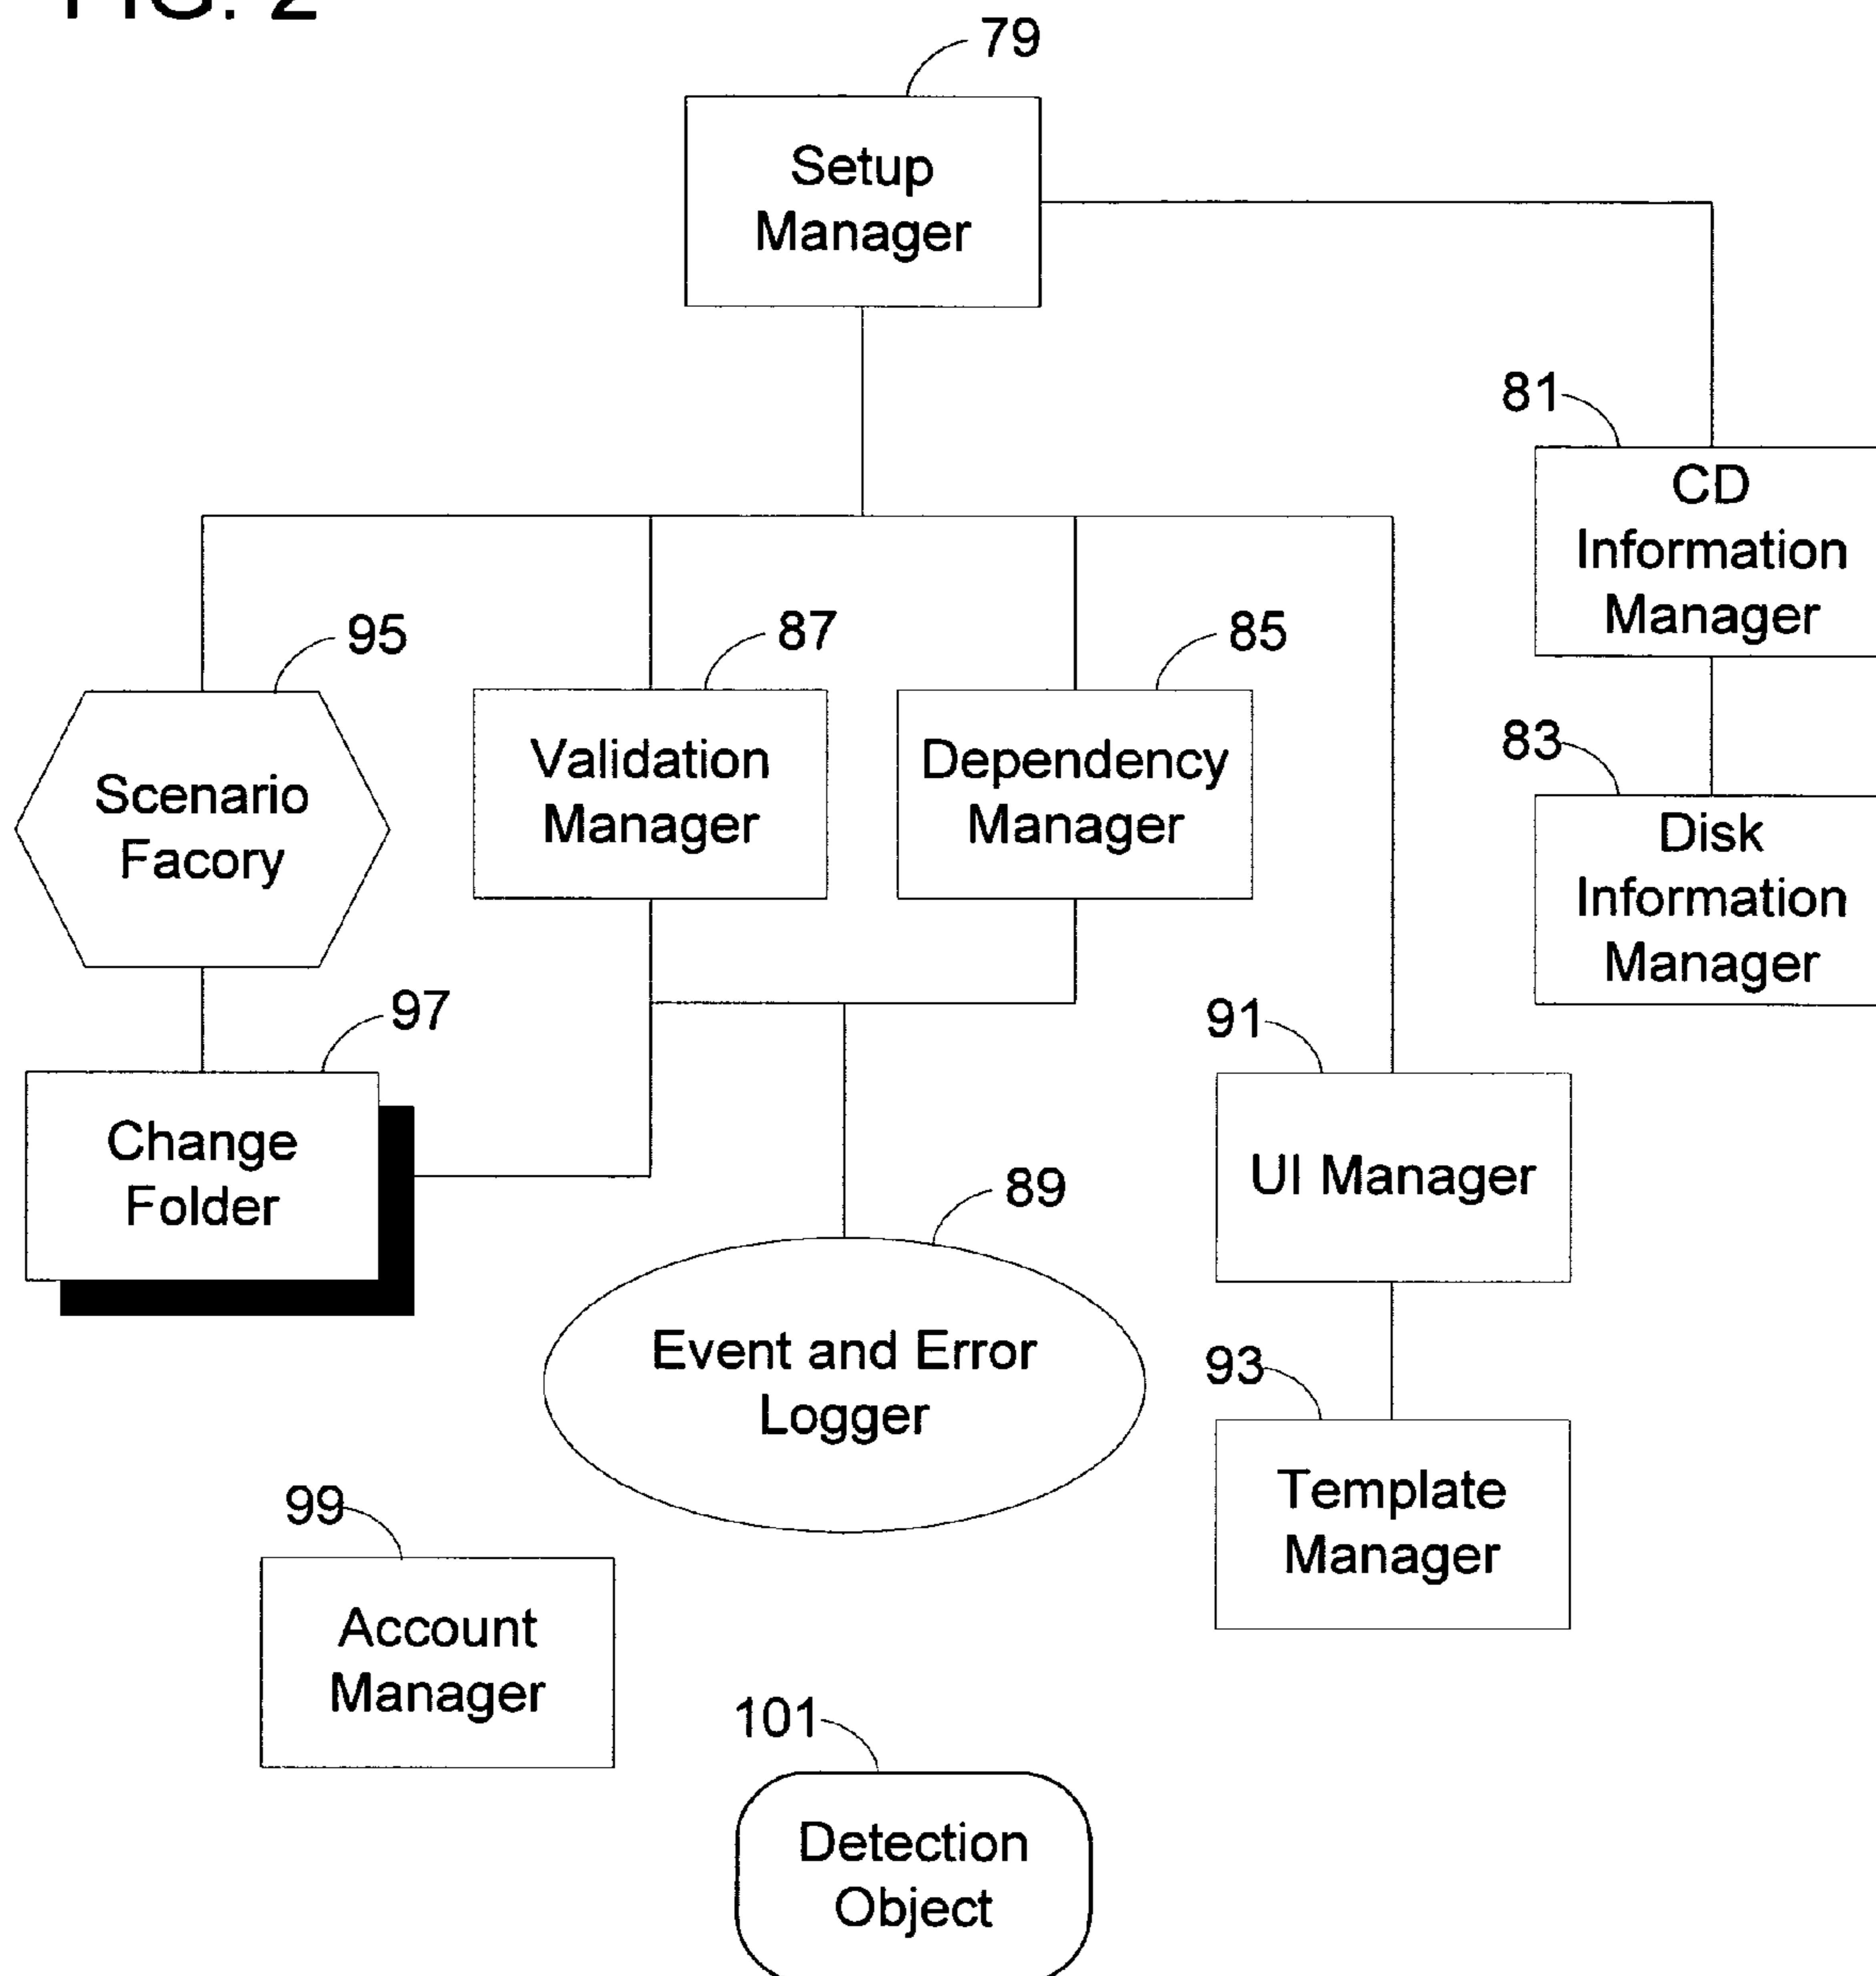 FIG. 2
79
Setup
Manager
81
CD
Information
Manager
95
87
85
Scenario
Facory
Validation
Manager
Dependency
Manager
83
Disk
Information
Manager
97
91
Change
Folder
UI Manager
89
Event and Error
Logger
93
Template
Manager
99
Account
Manager
101
Detection
Object